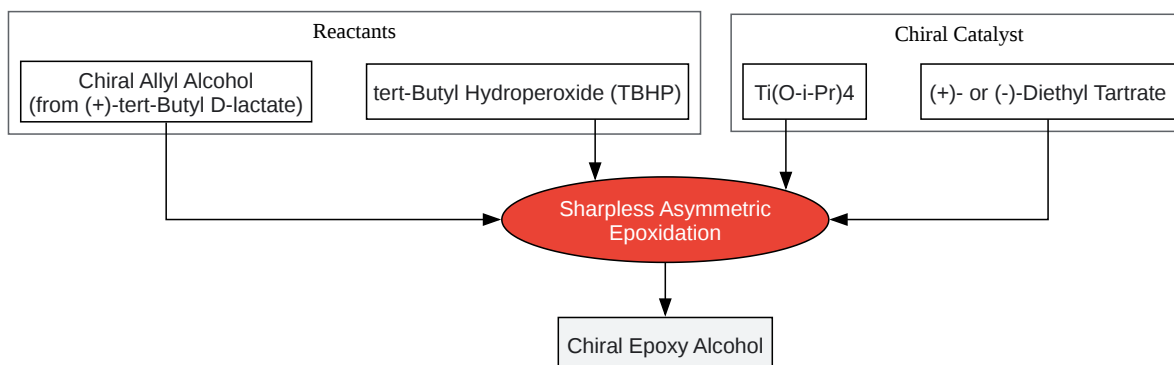 Reactants
Chiral Catalyst
Chiral Allyl Alcohol
(from (+)-tert-Butyl D-lactate)
tert-Butyl Hydroperoxide (TBHP)
Ti(O-i-Pr)4
(+)- or (-)-Diethyl Tartrate
Sharpless Asymmetric
Epoxidation
Chiral Epoxy Alcohol